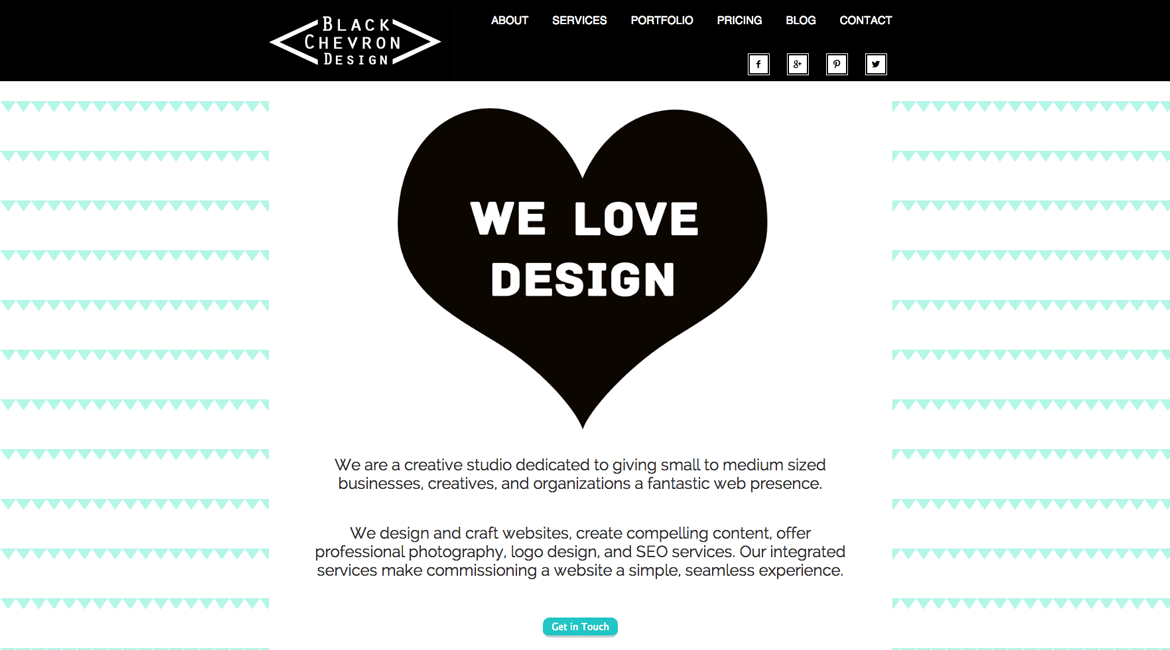 Black
Chevron
Design
ABOUT SERVICES PORTFOLIO PRICING BLOG CONTACT
WE LOVE
DESIGN
We are a creative studio dedicated to giving small to medium sized
businesses, creatives, and organizations a fantastic web presence.
We design and craft websites, create compelling content, offer
professional photography, logo design, and SEO services. Our integrated
services make commissioning a website a simple, seamless experience.
Get in Touch